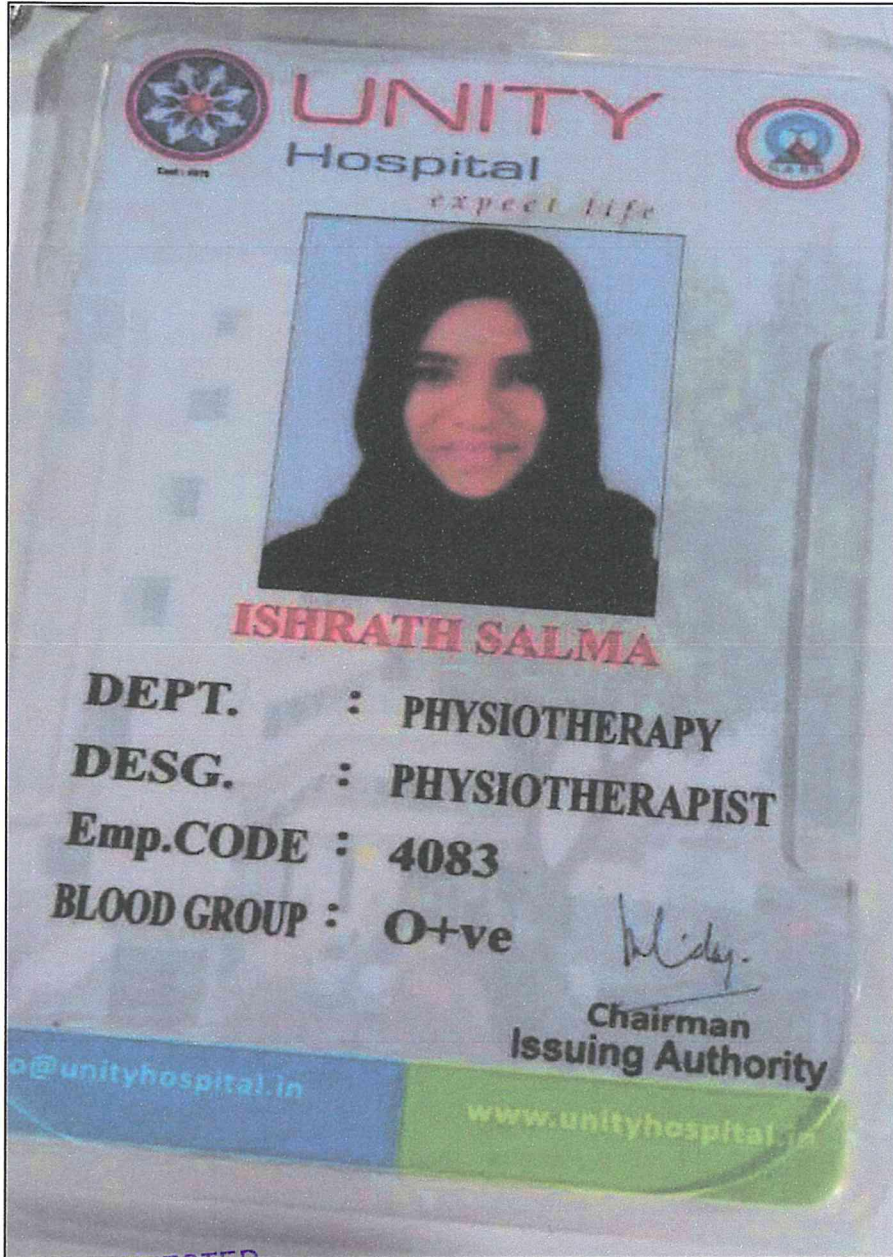 UNITY
Hospital
expect life
ISHRATH SALMA
DEPT. : PHYSIOTHERAPY
DESG. : PHYSIOTHERAPIST
Emp.CODE : 4083
BLOOD GROUP : O+ve
Chairman
Issuing Authority
o@unityhospital.in
www.unityhospital.in